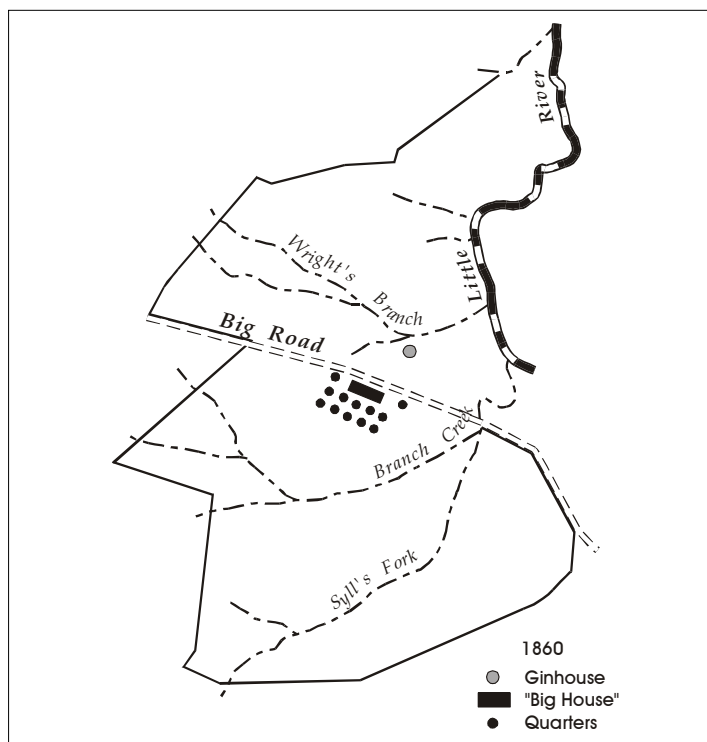 River
Little
Wright's Branch
Big Road
Branch Creek
Syll's Fork
1860
Ginhouse
"Big House"
Quarters